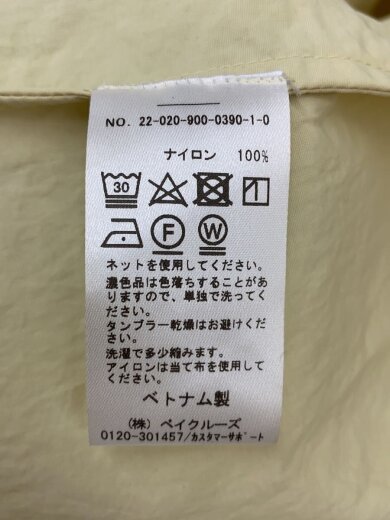 NO. 22-020-900-0390-1-0
ナイロン 100%
30
F W
ネットを使用してください。
濃色品は色落ちすることがあ
りますので、単独で洗ってく
ださい。
タンブラー乾燥はお避けくだ
さい。
洗濯で多少縮みます。
アイロンは当て布を使用して
ください。
ベトナム製
(株) ベイクルーズ
0120-301457/カスタマーサポート